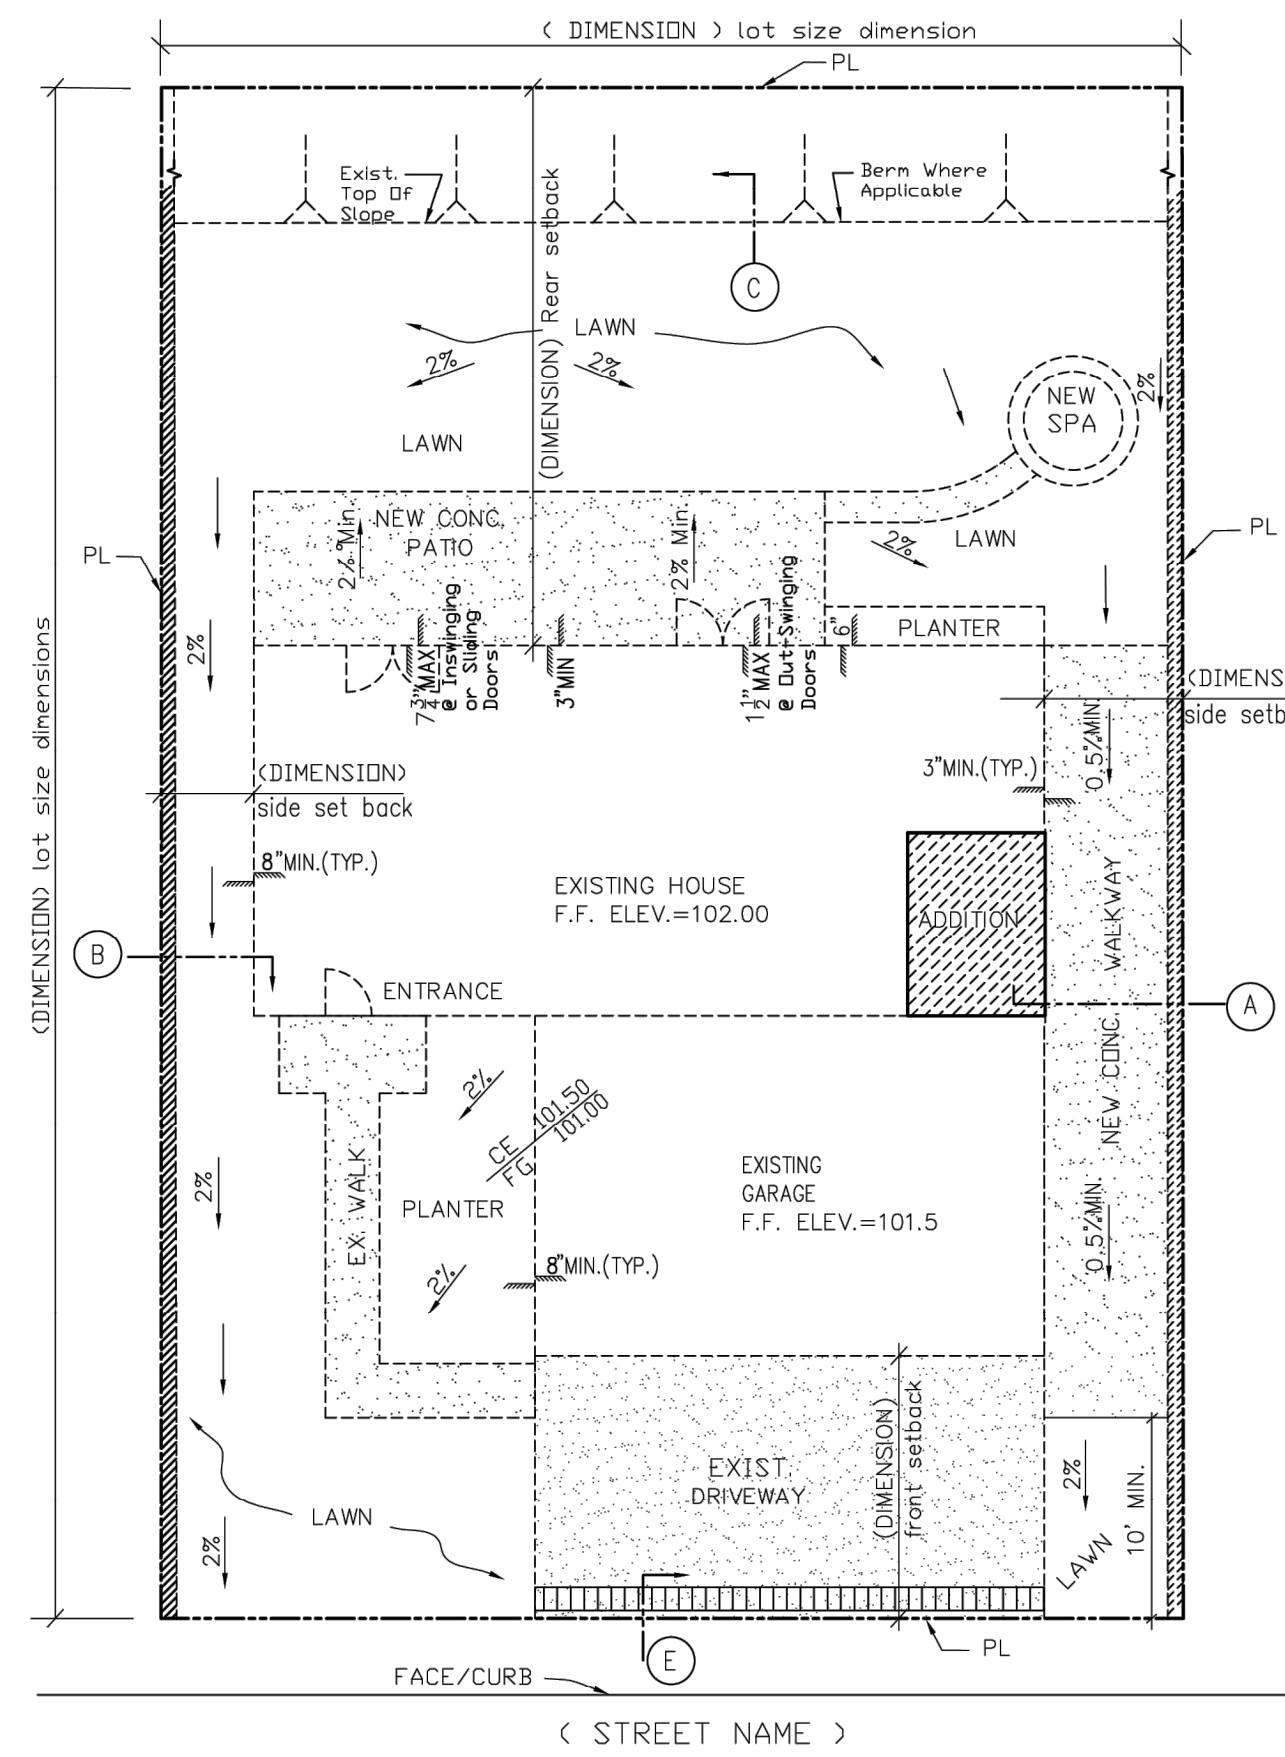 ( DIMENSION ) lot size dimension
PL
Exist.
Top Of
Slope
Berm Where
Applicable
(DIMENSION) Rear setback
C
LAWN
2%
2%
2%
NEW
SPA
LAWN
NEW CONC.
PATIO
2% Min.
2% Min.
2%
LAWN
PL
PL
7 3/4" MAX
@ Inswinging
or Sliding
Doors
3"MIN
1 1/2" MAX
@ Out-Swinging
Doors
6"
PLANTER
2%
(DIMENS
side setb
(DIMENSION) lot size dimensions
(DIMENSION)
side set back
3"MIN.(TYP.)
0.5%MIN.
8"MIN.(TYP.)
EXISTING HOUSE
F.F. ELEV.=102.00
ADDITION
NEW CONC. WALKWAY
B
ENTRANCE
A
2%
CE 101.50
FG 101.00
EX. WALK
PLANTER
2%
EXISTING
GARAGE
F.F. ELEV.=101.5
2%
8"MIN.(TYP.)
0.5%MIN.
(DIMENSION)
front setback
EXIST.
DRIVEWAY
2%
10' MIN.
LAWN
LAWN
2%
E
PL
FACE/CURB
( STREET NAME )